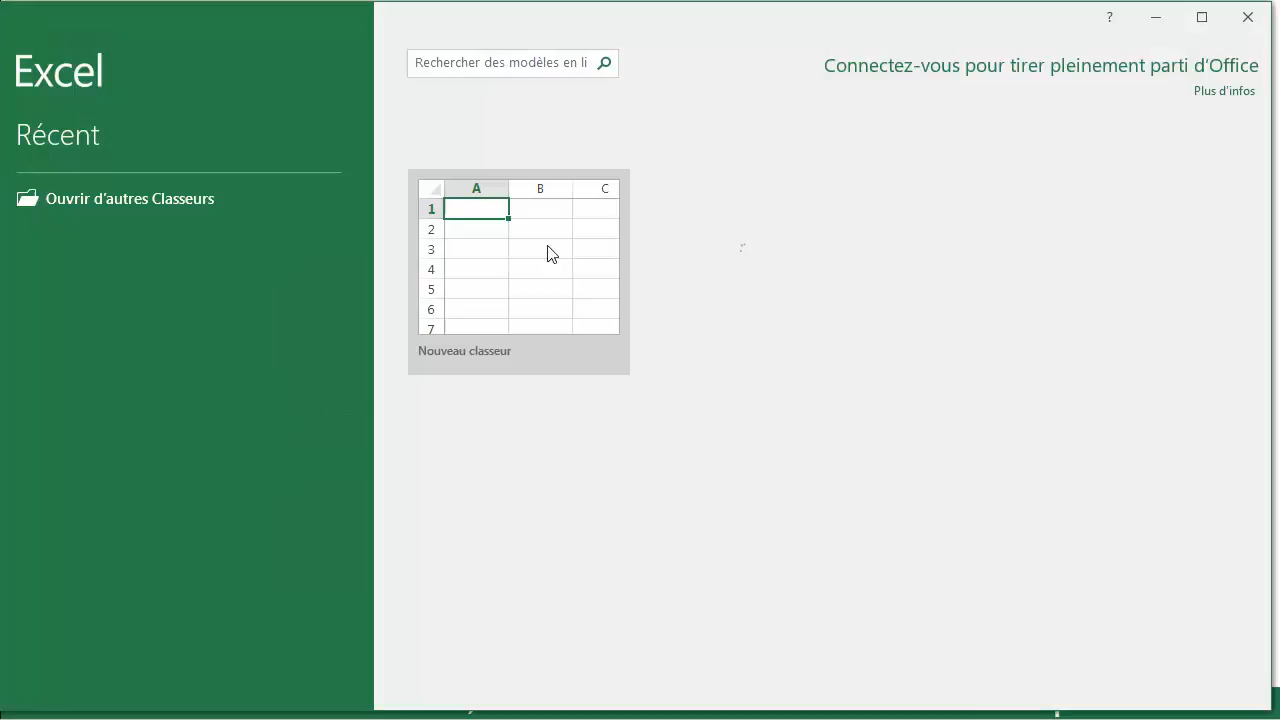 ?
Excel
Rechercher des modèles en li
Connectez-vous pour tirer pleinement parti d'Office
Plus d'infos
Récent
Ouvrir d'autres Classeurs
A B C
1
2
3
4
5
6
7
Nouveau classeur